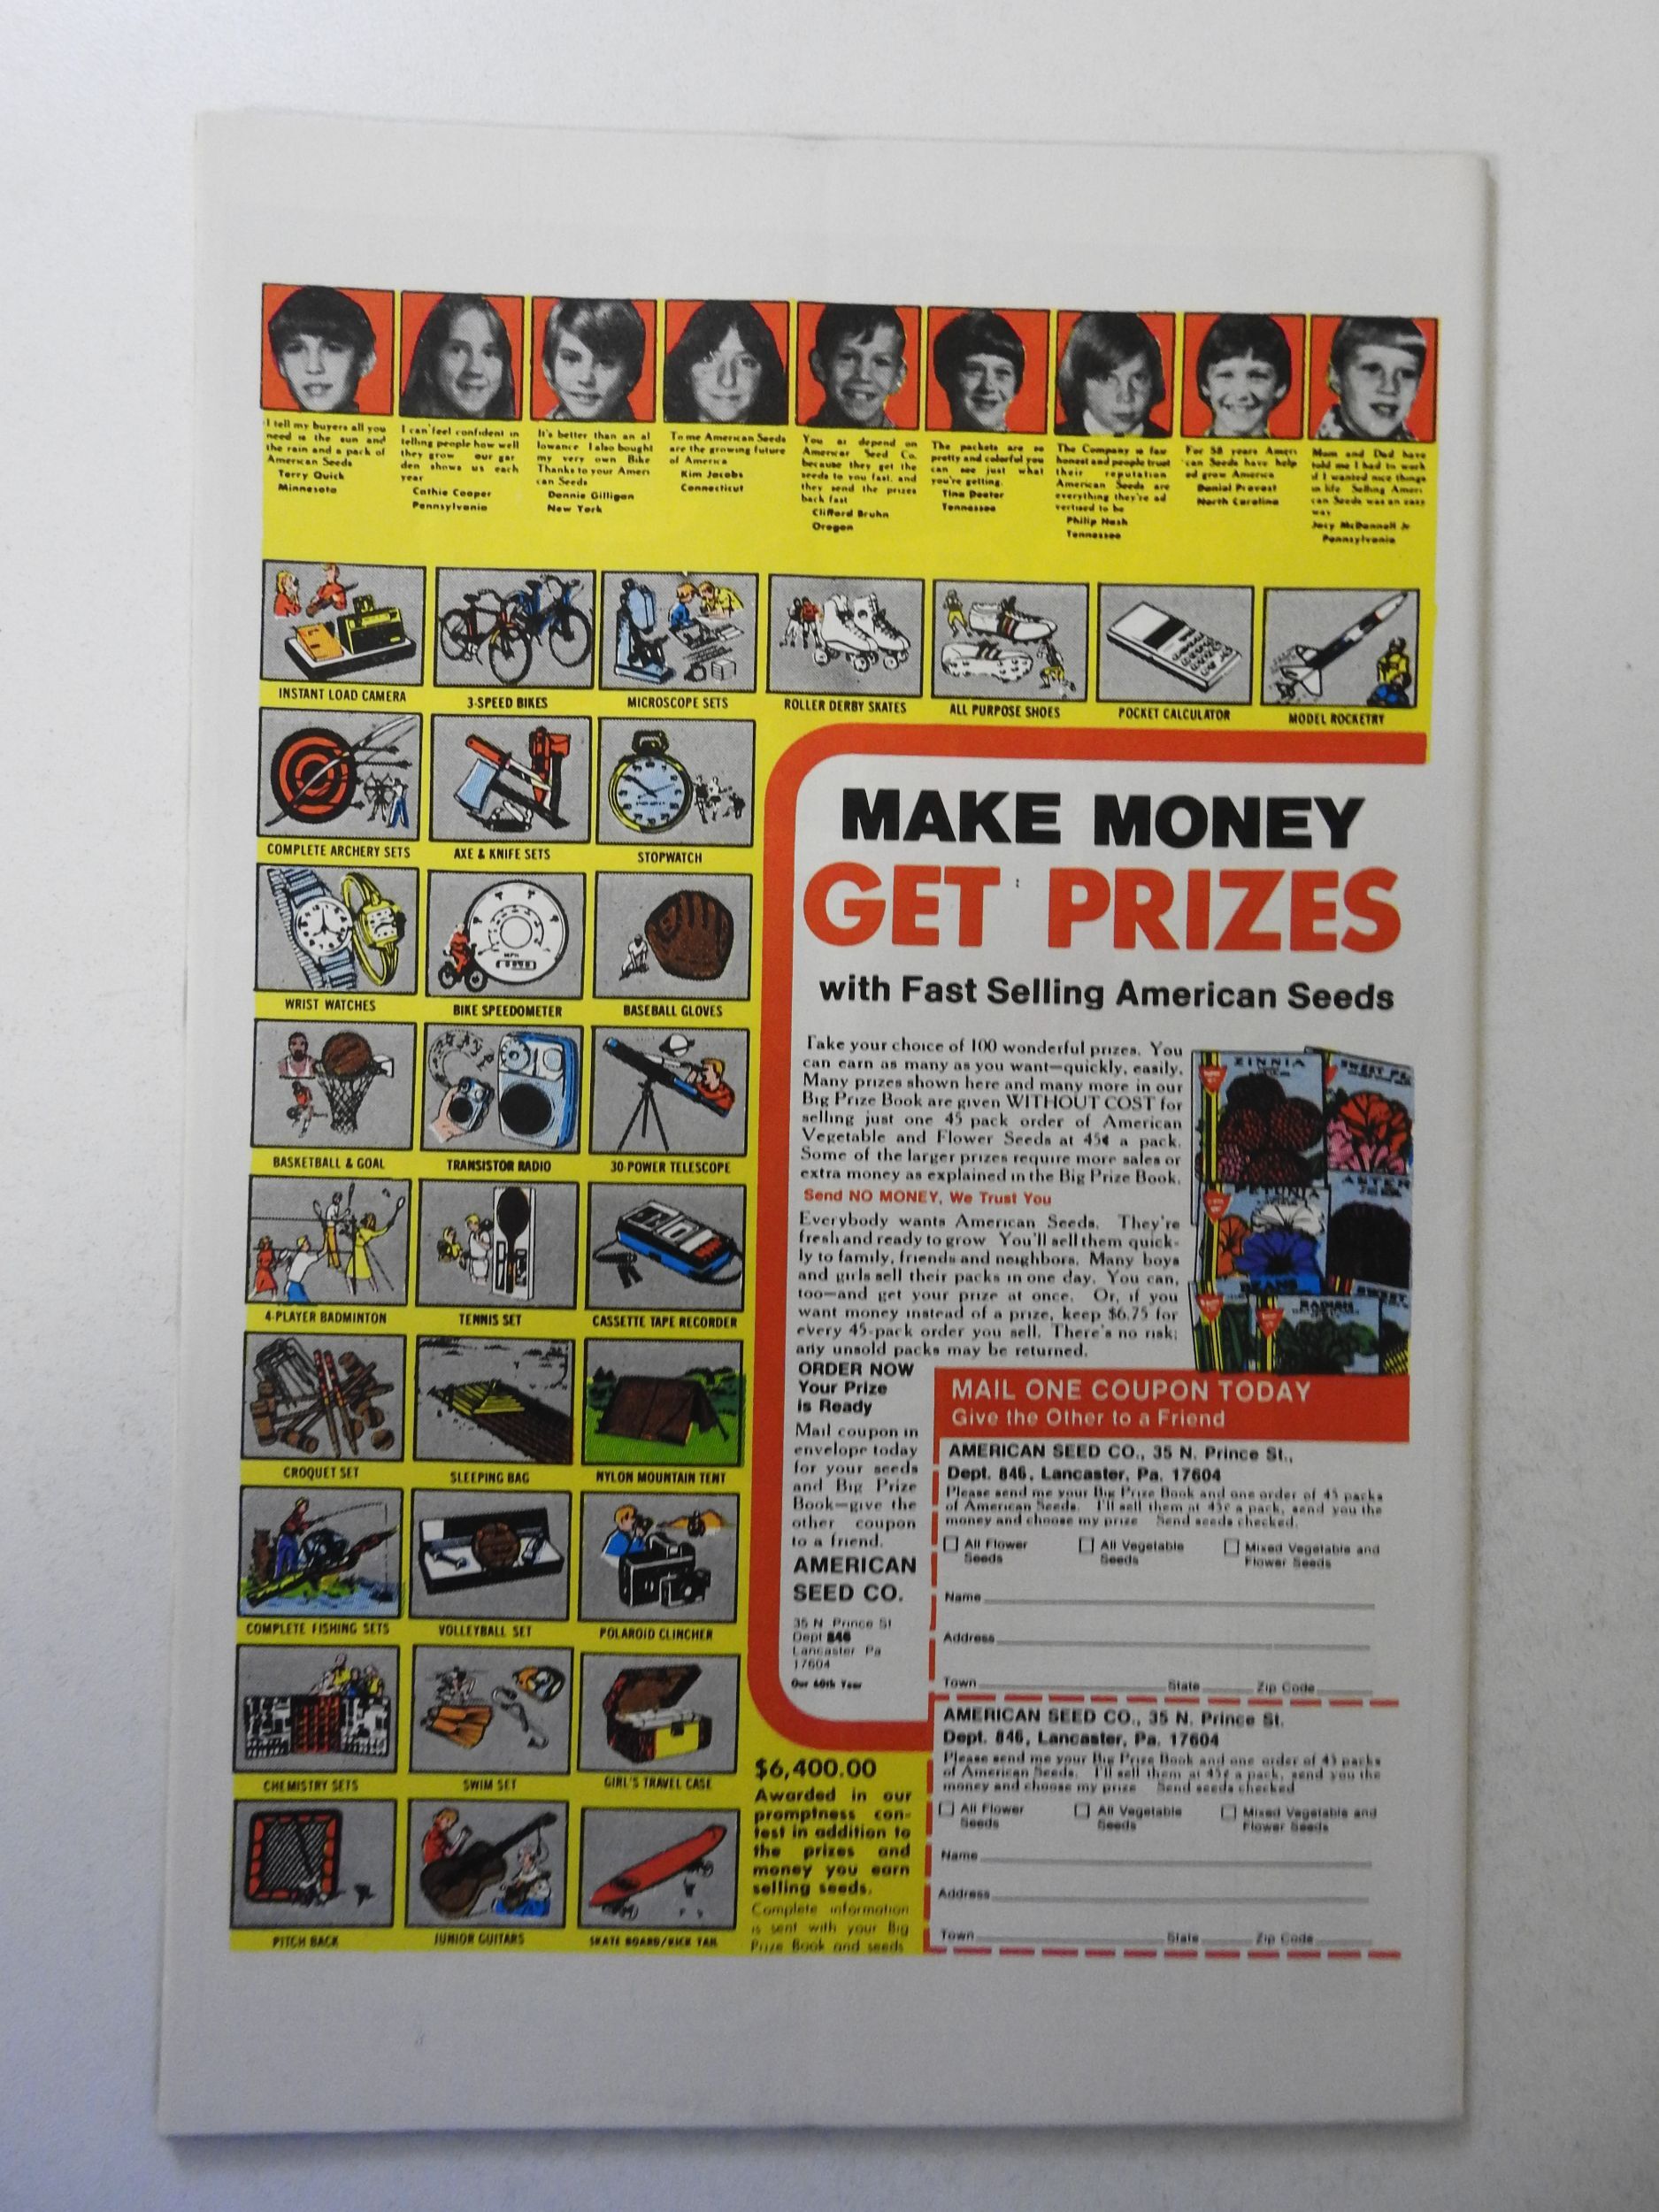 I tell my buyers all you
need is the sun and
the rain and a pack of
American Seeds
Terry Quick
Minnesota
I can feel confident in
telling people how well
they grow our gar
den shows us each
year
Cathie Cooper
Pennsylvania
It's better than an al
lowance I also bought
my very own Bike
Thanks to your Ameri
can Seeds
Donnie Gilligan
New York
To me American Seeds
are the growing future
of America
Kim Jacobs
Connecticut
You depend on
American Seed Co.
because they get the
seeds to you fast, and
they send the prizes
back fast
Clifford Bruhn
Oregon
The packets are so
pretty and colorful you
can see just what
you're getting.
Tina
Tennessee
The Company is
honest and people trust
their reputation
American Seeds are
everything they're ad
vertised to be
Philip Nash
Tennessee
For 58 years Ameri
can Seeds have help
ed grow America
Daniel Provost
North Carolina
Mom and Dad have
told me I had to work
if I wanted nice things
in life Selling Ameri
can Seeds was an easy
way
McDonnell Jr
Pennsylvania
INSTANT LOAD CAMERA
3-SPEED BIKES
MICROSCOPE SETS
ROLLER DERBY SKATES
ALL PURPOSE SHOES
POCKET CALCULATOR
MODEL ROCKETRY
COMPLETE ARCHERY SETS
AXE & KNIFE SETS
STOPWATCH
WRIST WATCHES
BIKE SPEEDOMETER
BASEBALL GLOVES
BASKETBALL & GOAL
TRANSISTOR RADIO
30-POWER TELESCOPE
4-PLAYER BADMINTON
TENNIS SET
CASSETTE TAPE RECORDER
CROQUET SET
SLEEPING BAG
NYLON MOUNTAIN TENT
COMPLETE FISHING SETS
VOLLEYBALL SET
POLAROID CLINCHER
CHEMISTRY SETS
SWIM SET
GIRL'S TRAVEL CASE
PITCH BACK
JUNIOR GUITARS
SKATE BOARD/KICK TAIL
MAKE MONEY
GET PRIZES
with Fast Selling American Seeds
Take your choice of 100 wonderful prizes. You
can earn as many as you want—quickly, easily.
Many prizes shown here and many more in our
Big Prize Book are given WITHOUT COST for
selling just one 45 pack order of American
Vegetable and Flower Seeds at 45¢ a pack.
Some of the larger prizes require more sales or
extra money as explained in the Big Prize Book.
Send NO MONEY, We Trust You
Everybody wants American Seeds. They're
fresh and ready to grow You'll sell them quick-
ly to family, friends and neighbors. Many boys
and girls sell their packs in one day. You can,
too—and get your prize at once. Or, if you
want money instead of a prize, keep $6.75 for
every 45-pack order you sell. There's no risk;
any unsold packs may be returned.
ZINNIA
SWEET
PETUNIA
ASTER
BEANS
RADISH
SWEET
ORDER NOW
Your Prize
is Ready
Mail coupon in
envelope today
for your seeds
and Big Prize
Book—give the
other coupon
to a friend.
AMERICAN
SEED CO.
35 N Prince St
Dept 846
Lancaster Pa
17604
Our 60th Year
$6,400.00
Awarded in our
promptness con-
test in addition to
the prizes and
money you earn
selling seeds.
Complete information
is sent with your Big
Prize Book and seeds
MAIL ONE COUPON TODAY
Give the Other to a Friend
AMERICAN SEED CO., 35 N. Prince St.,
Dept. 846, Lancaster, Pa. 17604
Please send me your Big Prize Book and one order of 45 packs
of American Seeds. I'll sell them at 45¢ a pack, send you the
money and choose my prize Send seeds checked.
All Flower Seeds
All Vegetable Seeds
Mixed Vegetable and Flower Seeds
Name
Address
Town State Zip Code
AMERICAN SEED CO., 35 N. Prince St.
Dept. 846, Lancaster, Pa. 17604
Please send me your Big Prize Book and one order of 45 packs
of American Seeds. I'll sell them at 45¢ a pack, send you the
money and choose my prize Send seeds checked
All Flower Seeds
All Vegetable Seeds
Mixed Vegetable and Flower Seeds
Name
Address
Town State Zip Code